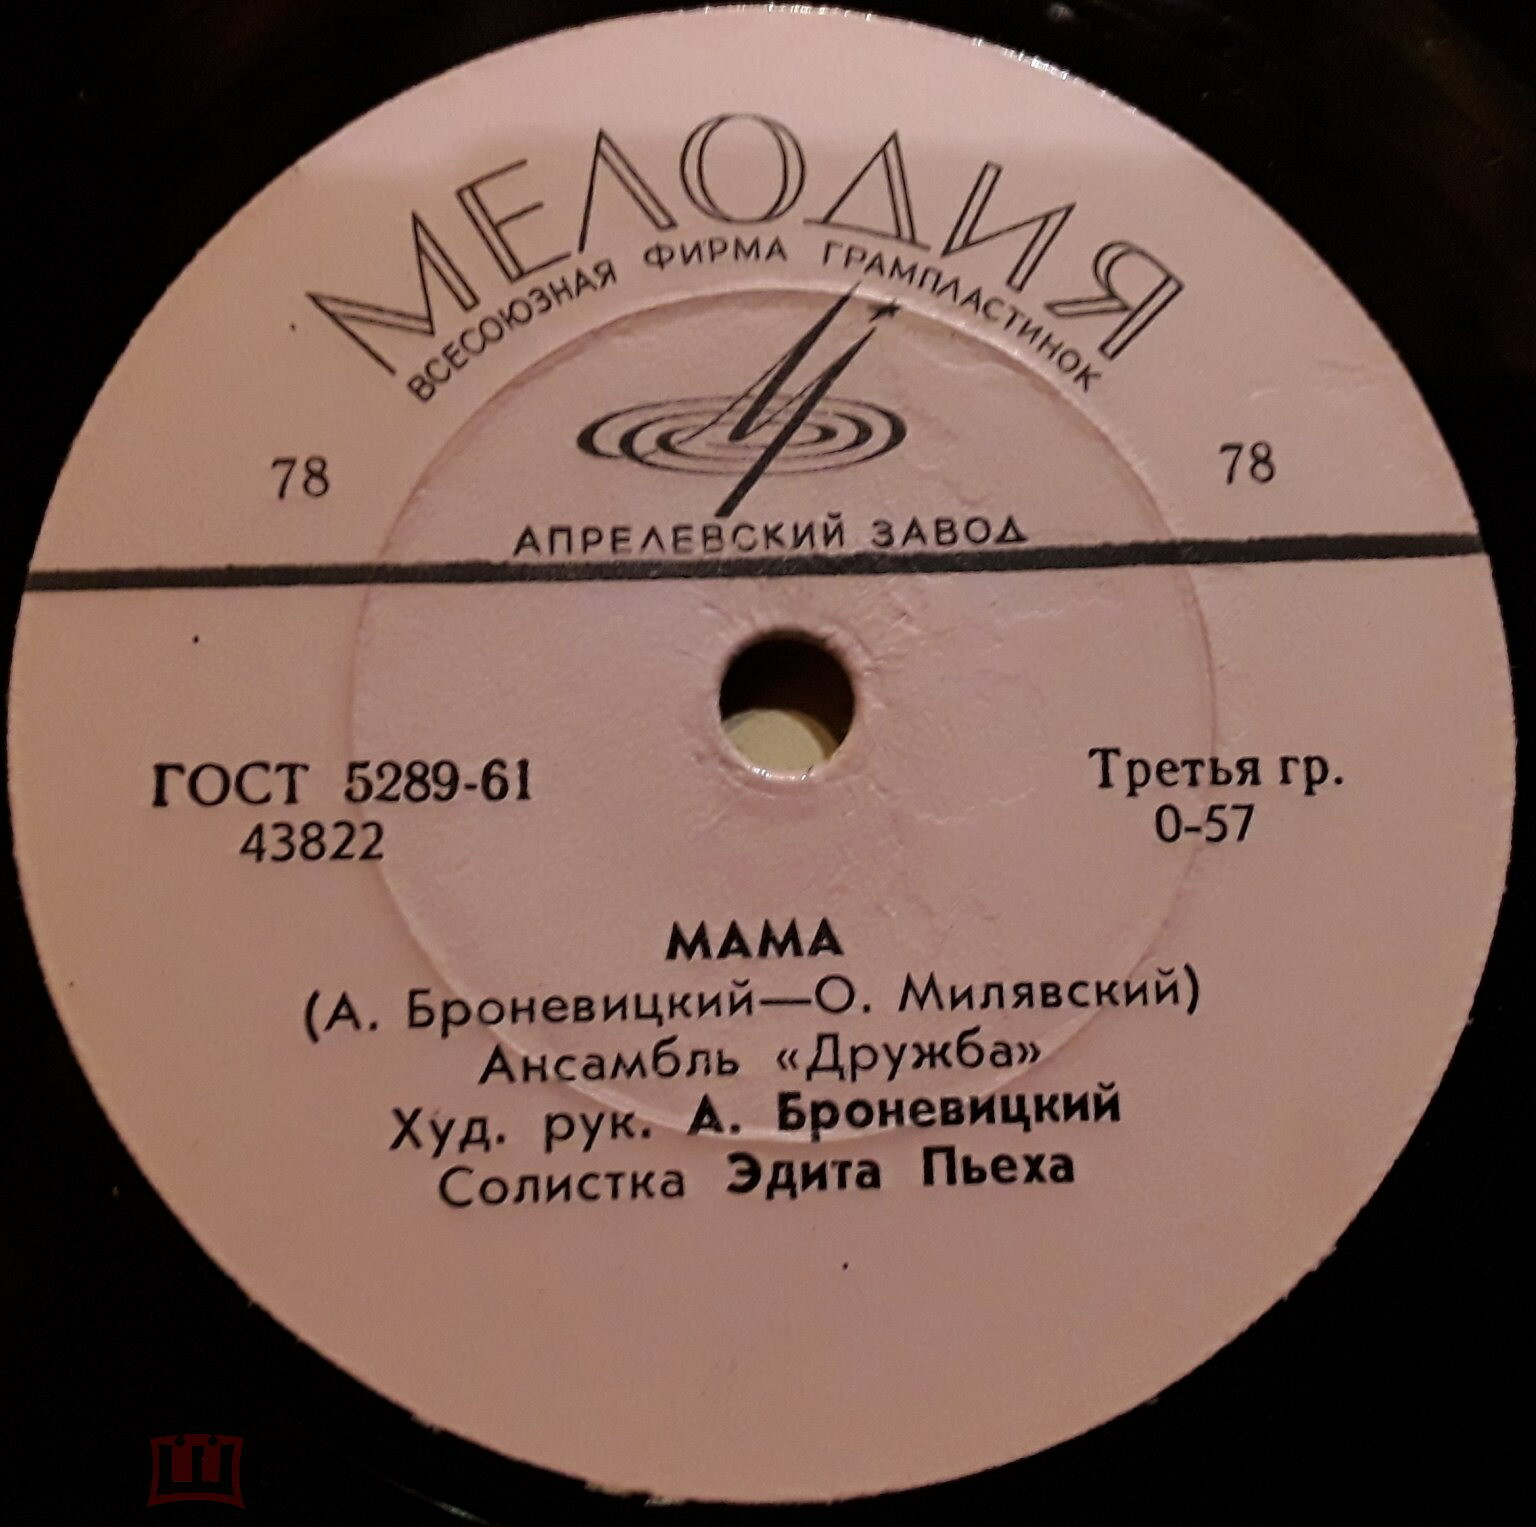 МЕЛОДИЯ
ВСЕСОЮЗНАЯ ФИРМА ГРАМПЛАСТИНОК
78 78
АПРЕЛЕВСКИЙ ЗАВОД
ГОСТ 5289-61 Третья гр.
43822 0-57
МАМА
(А. Броневицкий—О. Милявский)
Ансамбль «Дружба»
Худ. рук. А. Броневицкий
Солистка Эдита Пьеха